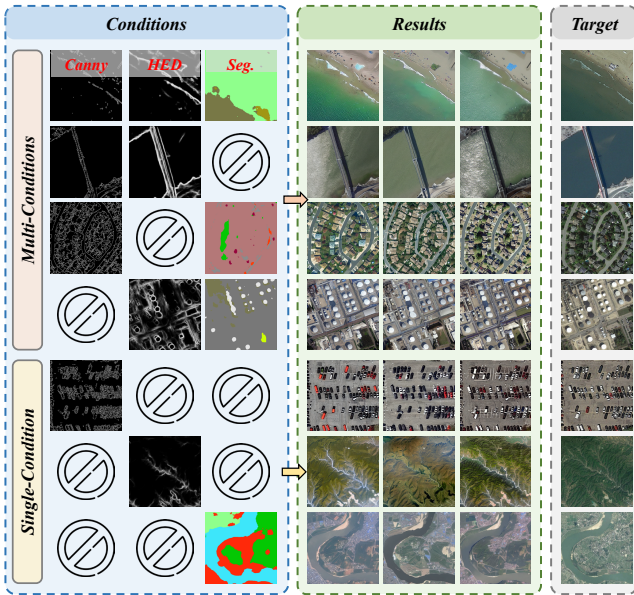 Conditions
Results
Target
Canny
HED
Seg.
Multi-Conditions
Single-Condition